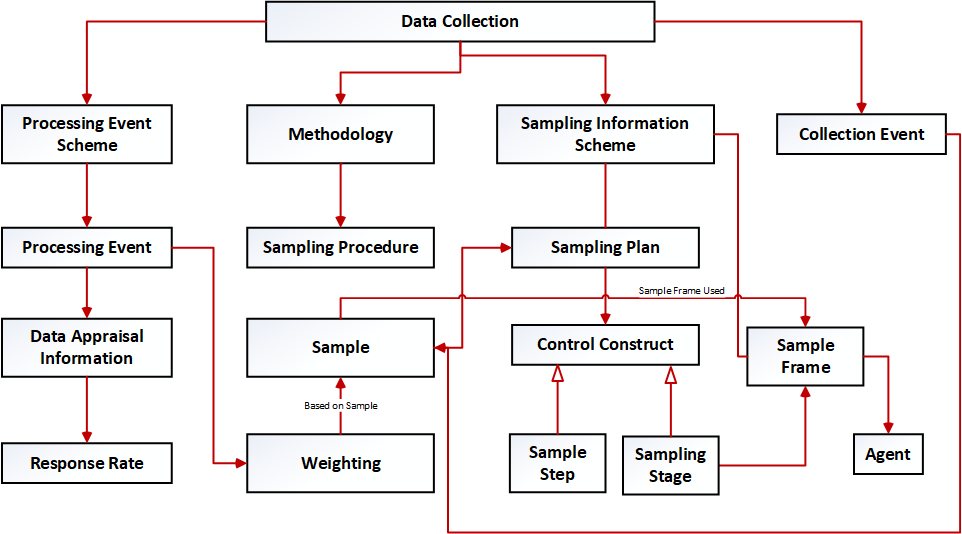 Data Collection
Processing Event
Scheme
Methodology
Sampling Information
Scheme
Collection Event
Processing Event
Sampling Procedure
Sampling Plan
Sample Frame Used
Data Appraisal
Information
Sample
Control Construct
Sample
Frame
Based on Sample
Response Rate
Weighting
Sample
Step
Sampling
Stage
Agent